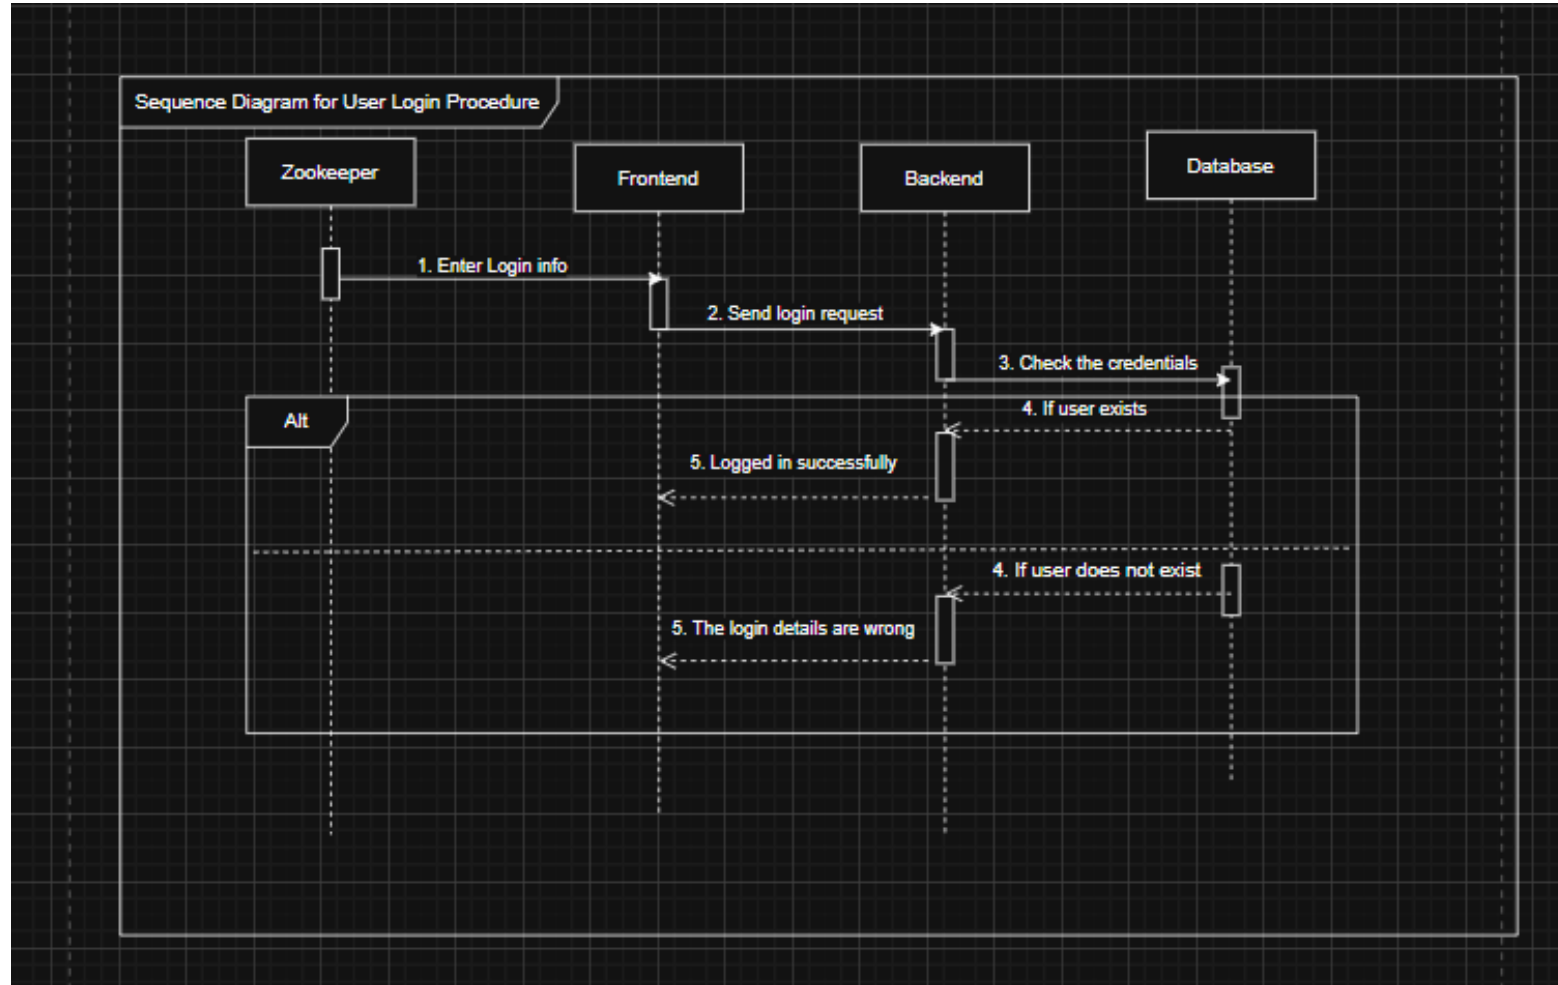 Sequence Diagram for User Login Procedure
Zookeeper
Frontend
Backend
Database
1. Enter Login info
2. Send login request
3. Check the credentials
Alt
4. If user exists
5. Logged in successfully
4. If user does not exist
5. The login details are wrong